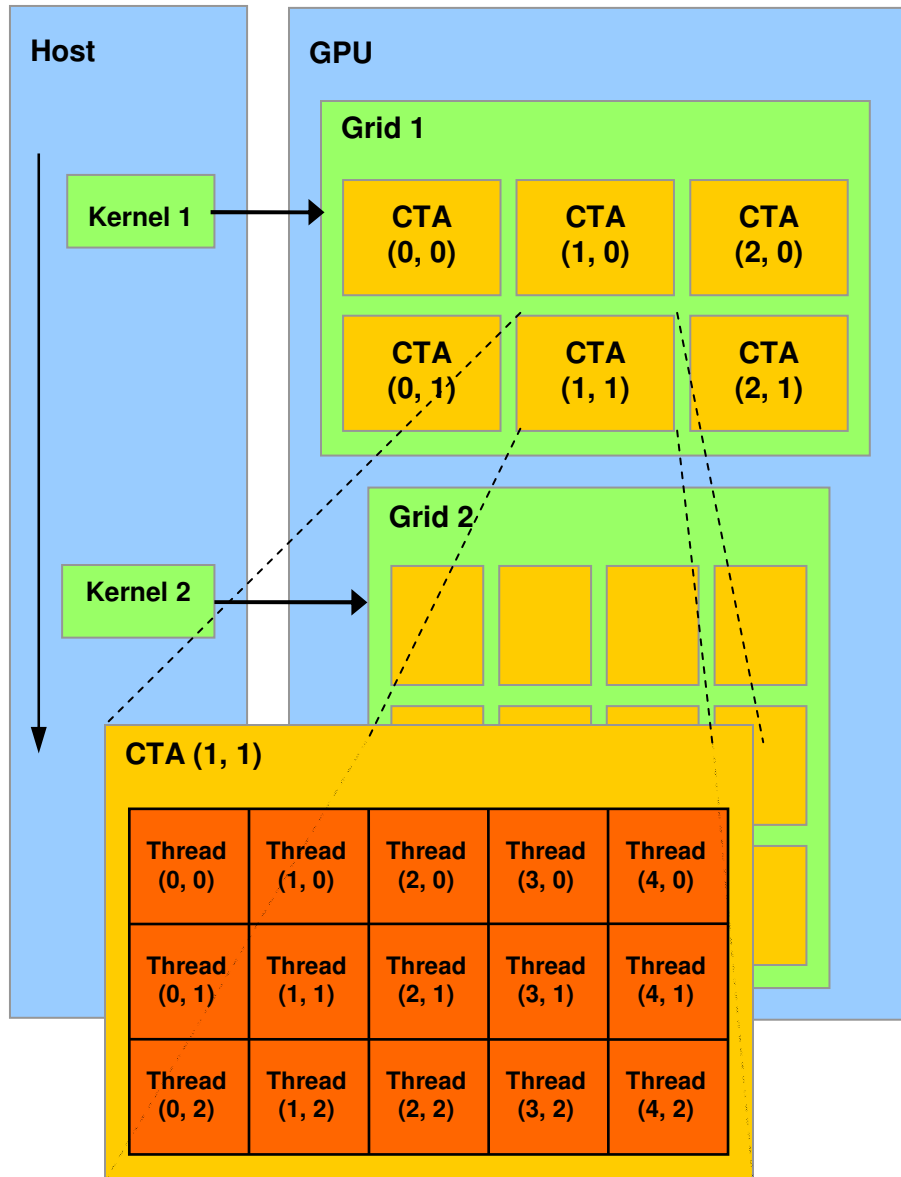 Host
GPU
Grid 1
Kernel 1
CTA
(0, 0)
CTA
(1, 0)
CTA
(2, 0)
CTA
(0, 1)
CTA
(1, 1)
CTA
(2, 1)
Grid 2
Kernel 2
CTA (1, 1)
Thread
(0, 0)
Thread
(1, 0)
Thread
(2, 0)
Thread
(3, 0)
Thread
(4, 0)
Thread
(0, 1)
Thread
(1, 1)
Thread
(2, 1)
Thread
(3, 1)
Thread
(4, 1)
Thread
(0, 2)
Thread
(1, 2)
Thread
(2, 2)
Thread
(3, 2)
Thread
(4, 2)